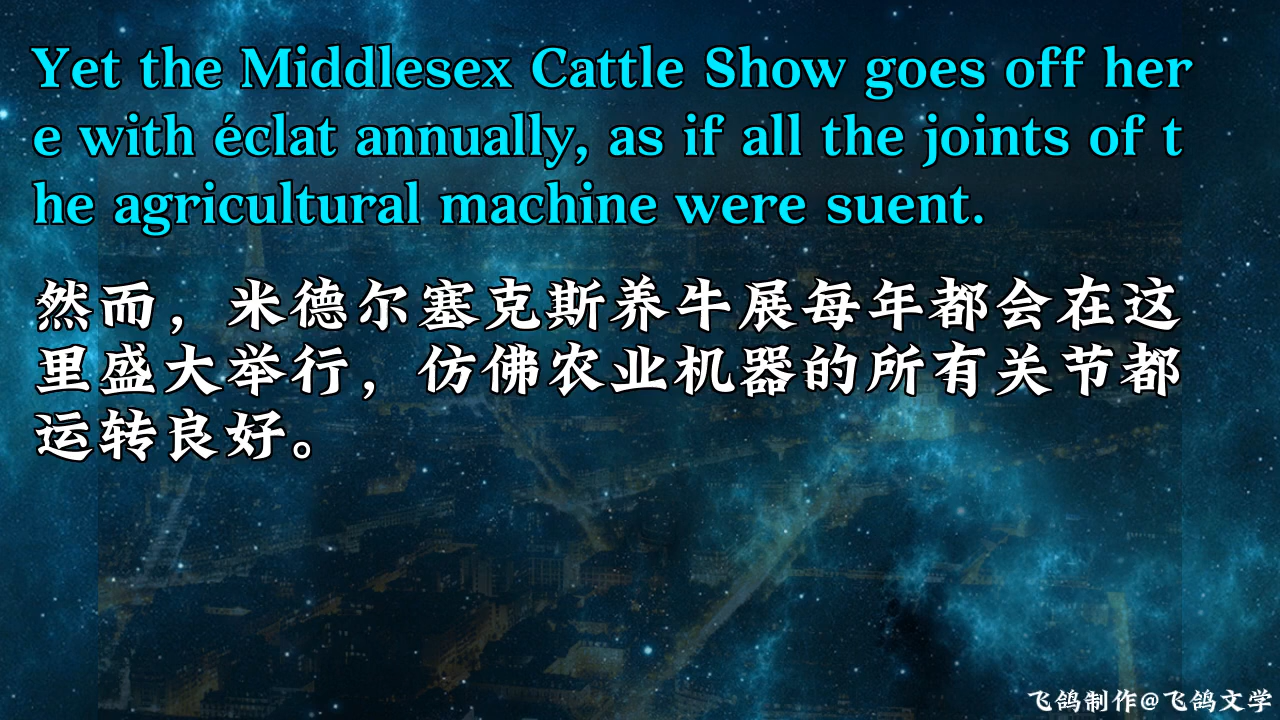 Yet the Middlesex Cattle Show goes off her
e with éclat annually, as if all the joints of t
he agricultural machine were suent.
然而，米德尔塞克斯养牛展每年都会在这
里盛大举行，仿佛农业机器的所有关节都
运转良好。
飞鸽制作@飞鸽文学